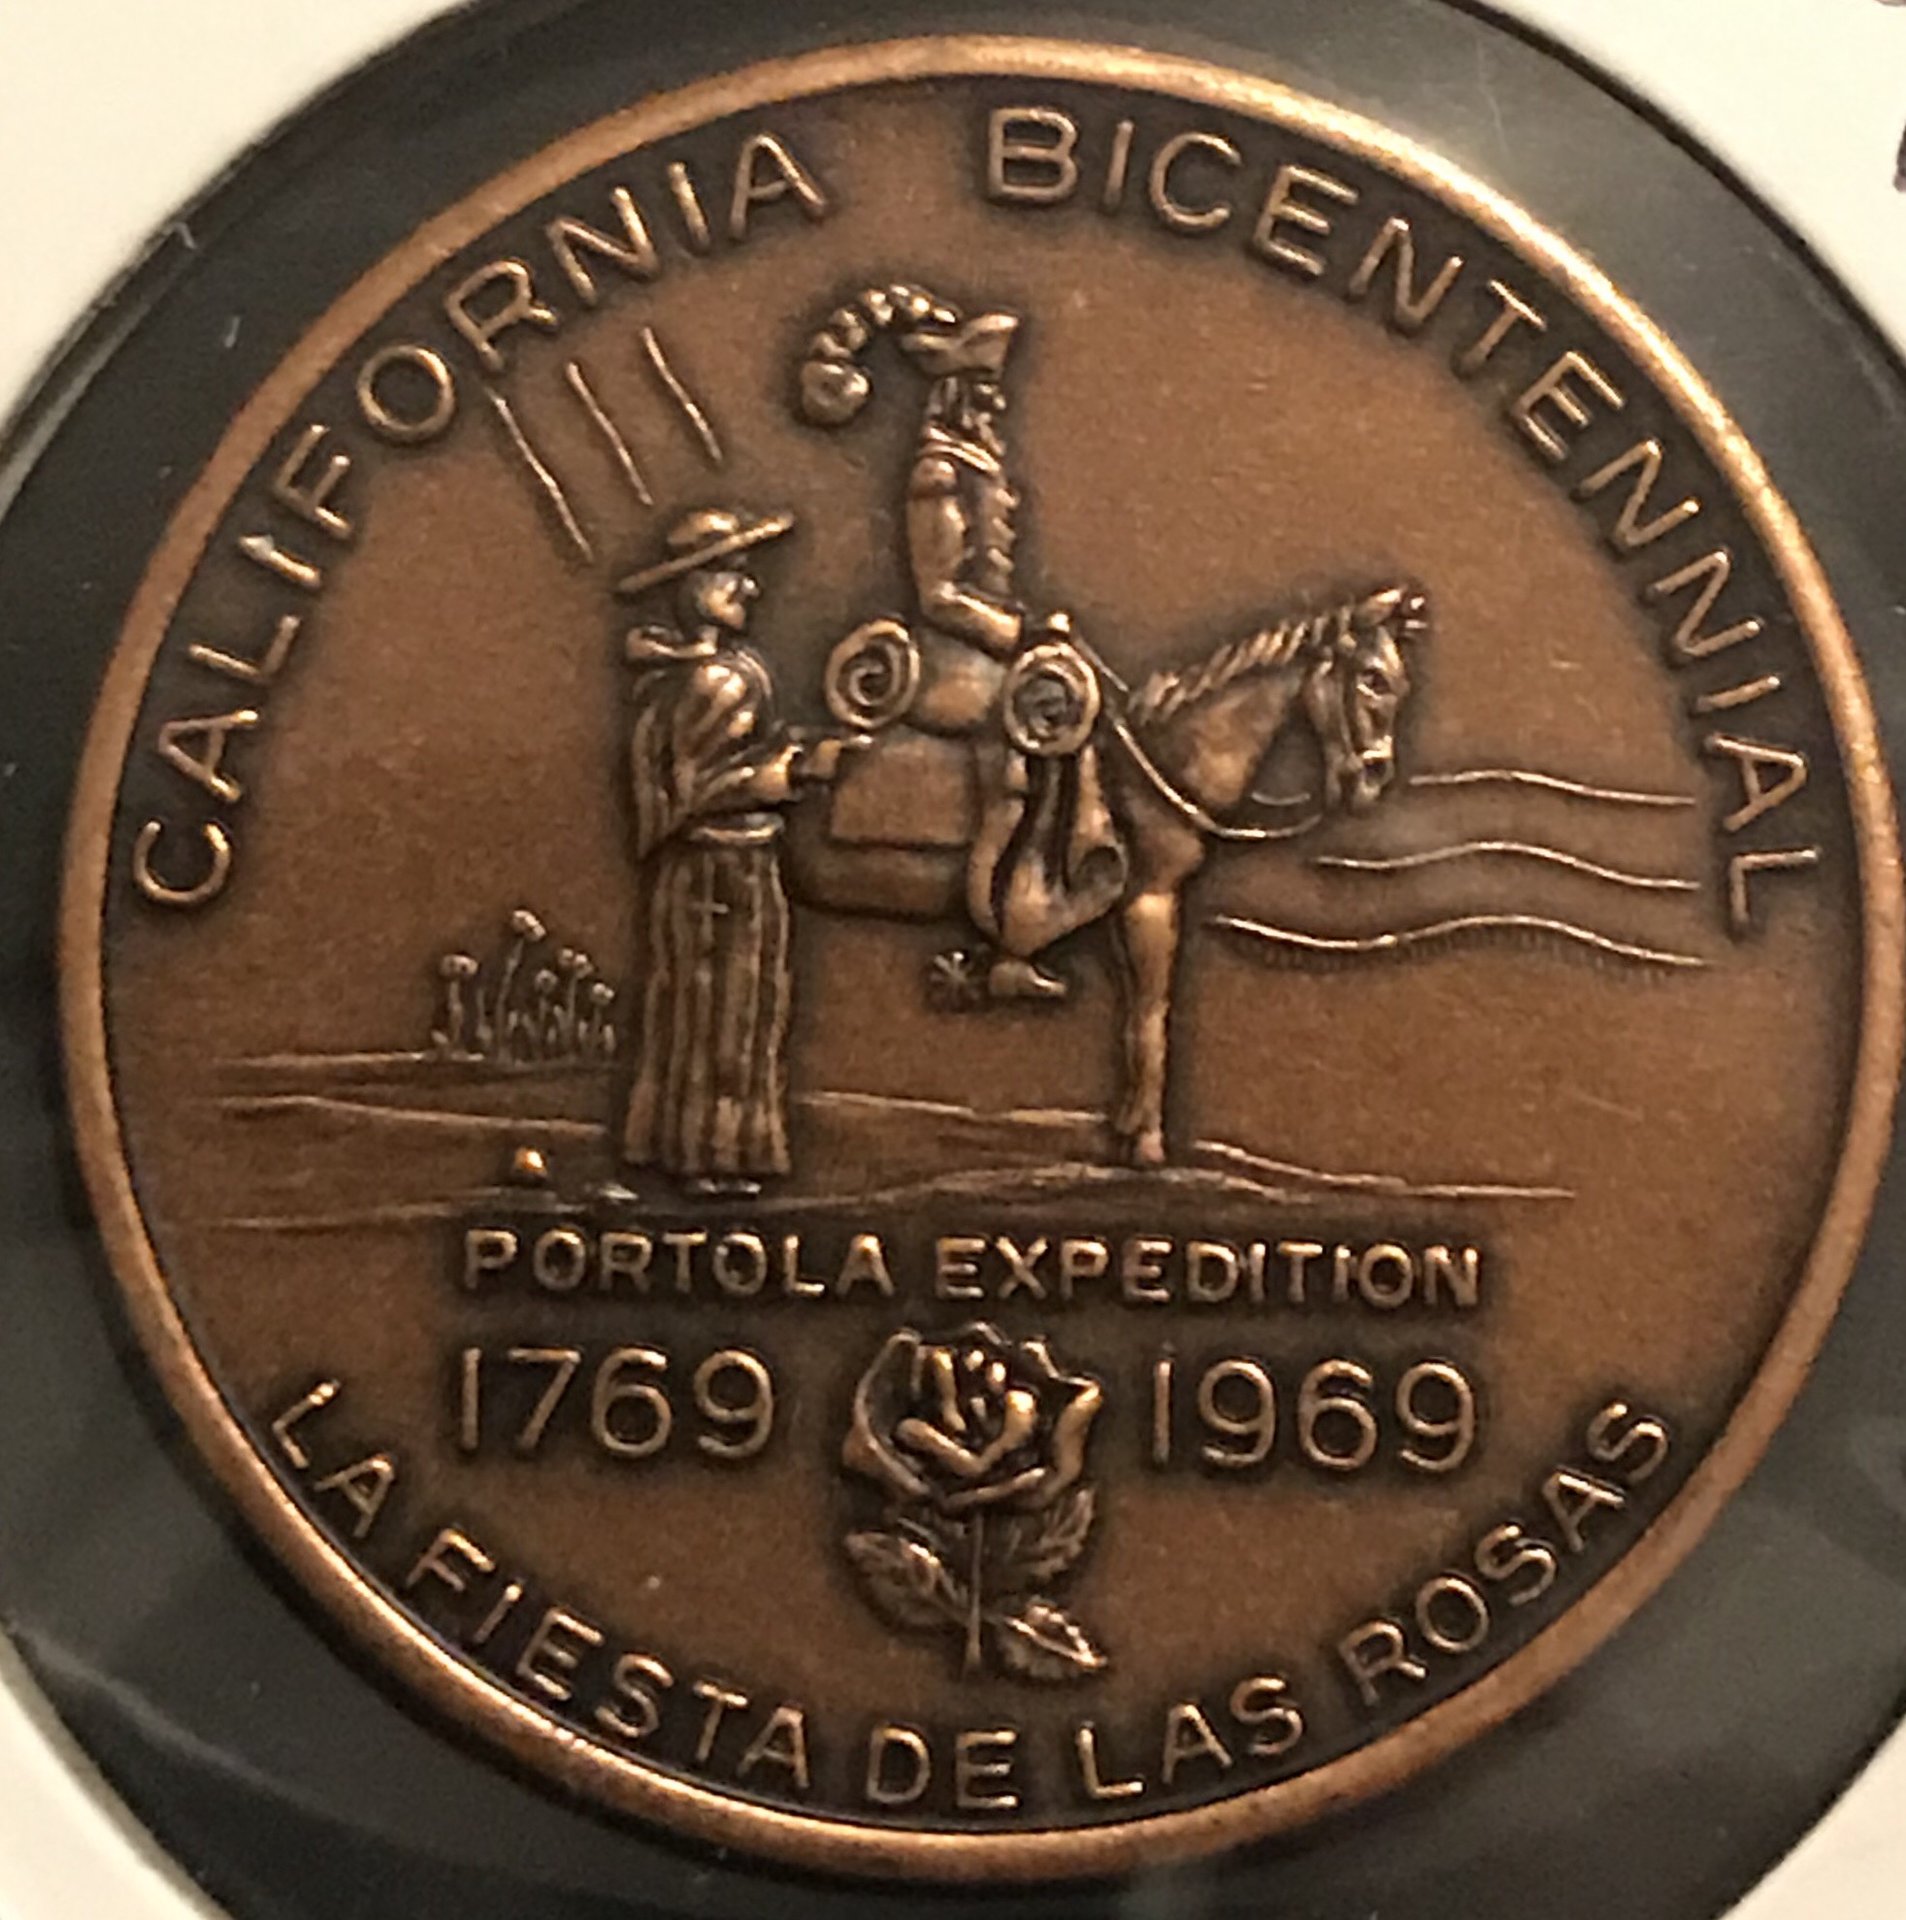 CALIFORNIA BICENTENNIAL
PORTOLA EXPEDITION
1769 1969
LA FIESTA DE LAS ROSAS